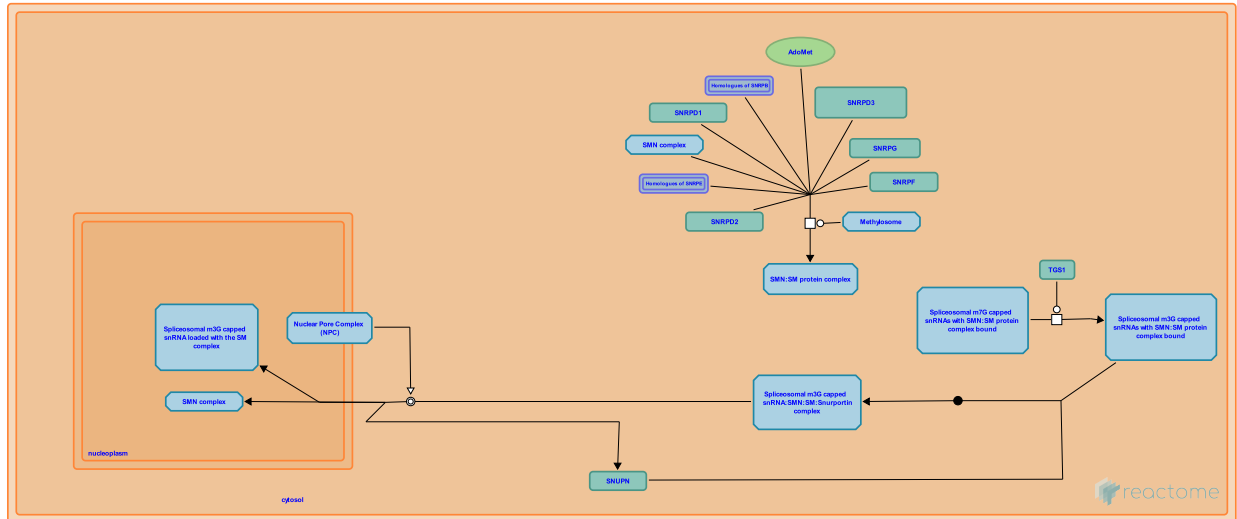 AdoMet
Homologues of SNRPB
SNRPD3
SNRPD1
SMN complex
SNRPG
Homologues of SNRPE
SNRPF
SNRPD2
Methylosome
SMN:SM protein complex
TGS1
Spliceosomal m7G capped
snRNAs with SMN:SM protein
complex bound
Spliceosomal m3G capped
snRNAs with SMN:SM protein
complex bound
Spliceosomal m3G capped
snRNA loaded with the SM
complex
Nuclear Pore Complex
(NPC)
SMN complex
Spliceosomal m3G capped
snRNA:SMN:SM:Snurportin
complex
nucleoplasm
SNUPN
cytosol
reactome